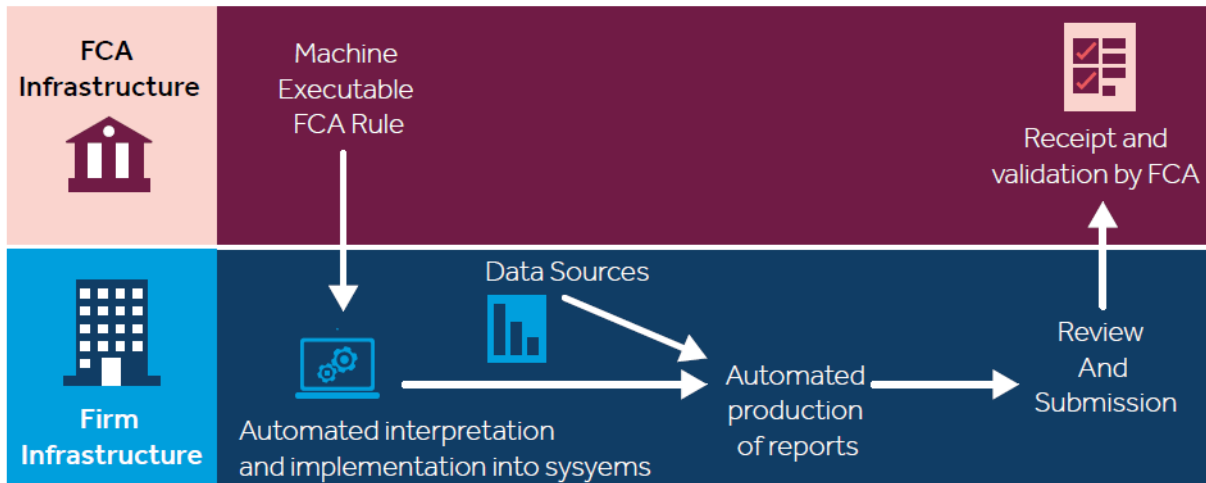 FCA
Infrastructure
Machine
Executable
FCA Rule
Receipt and
validation by FCA
Firm
Infrastructure
Automated interpretation
and implementation into sysyems
Data Sources
Automated
production
of reports
Review
And
Submission